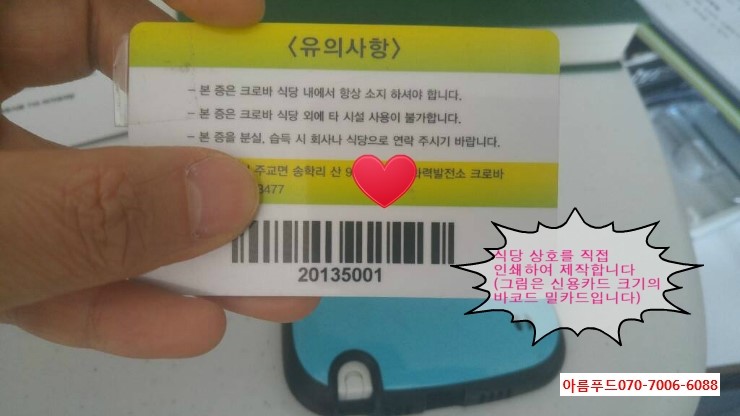 <유의사항>
- 본 증은 크로바 식당 내에서 항상 소지 하셔야 합니다.
- 본 증은 크로바 식당 외에 타 시설 사용이 불가합니다.
- 본 증을 분실, 습득 시 회사나 식당으로 연락 주시기 바랍니다.
주교면 송학리 산 9 력발전소 크로바
3477
20135001
식당 상호를 직접
인쇄하여 제작합니다
(그림은 신용카드 크기의
바코드 밀카드입니다)
아름푸드070-7006-6088